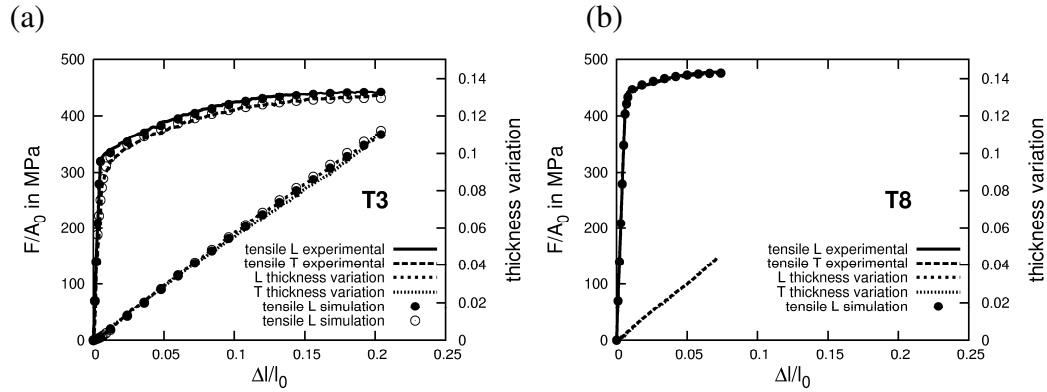 (a)
500
400
300
200
100
0
F/A0 in MPa
0.14
0.12
0.1
0.08
0.06
0.04
0.02
0
thickness variation
T3
tensile L experimental
tensile T experimental
L thickness variation
T thickness variation
tensile L simulation
tensile L simulation
0 0.05 0.1 0.15 0.2 0.25
Δl/l0
(b)
500
400
300
200
100
0
F/A0 in MPa
0.14
0.12
0.1
0.08
0.06
0.04
0.02
0
thickness variation
T8
tensile L experimental
tensile T experimental
L thickness variation
T thickness variation
tensile L simulation
0 0.05 0.1 0.15 0.2 0.25
Δl/l0